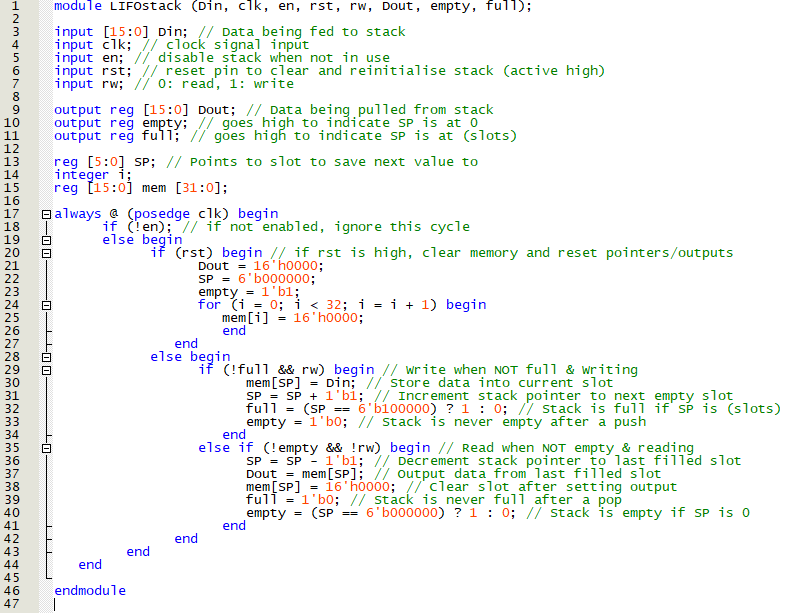 1 module LIFOstack (Din, clk, en, rst, rw, Dout, empty, full);
2
3 input [15:0] Din; // Data being fed to stack
4 input clk; // clock signal input
5 input en; // disable stack when not in use
6 input rst; // reset pin to clear and reinitialise stack (active high)
7 input rw; // 0: read, 1: write
8
9 output reg [15:0] Dout; // Data being pulled from stack
10 output reg empty; // goes high to indicate SP is at 0
11 output reg full; // goes high to indicate SP is at (slots)
12
13 reg [5:0] SP; // Points to slot to save next value to
14 integer i;
15 reg [15:0] mem [31:0];
16
17 always @ (posedge clk) begin
18 if (!en); // if not enabled, ignore this cycle
19 else begin
20 if (rst) begin // if rst is high, clear memory and reset pointers/outputs
21 Dout = 16'h0000;
22 SP = 6'b000000;
23 empty = 1'b1;
24 for (i = 0; i < 32; i = i + 1) begin
25 mem[i] = 16'h0000;
26 end
27 end
28 else begin
29 if (!full && rw) begin // Write when NOT full & Writing
30 mem[SP] = Din; // Store data into current slot
31 SP = SP + 1'b1; // Increment stack pointer to next empty slot
32 full = (SP == 6'b100000) ? 1 : 0; // Stack is full if SP is (slots)
33 empty = 1'b0; // Stack is never empty after a push
34 end
35 else if (!empty && !rw) begin // Read when NOT empty & reading
36 SP = SP - 1'b1; // Decrement stack pointer to last fillled slot
37 Dout = mem[SP]; // Output data from last filled slot
38 mem[SP] = 16'h0000; // Clear slot after setting output
39 full = 1'b0; // Stack is never full after a pop
40 empty = (SP == 6'b000000) ? 1 : 0; // Stack is empty if SP is 0
41 end
42 end
43 end
44 end
45
46 endmodule
47